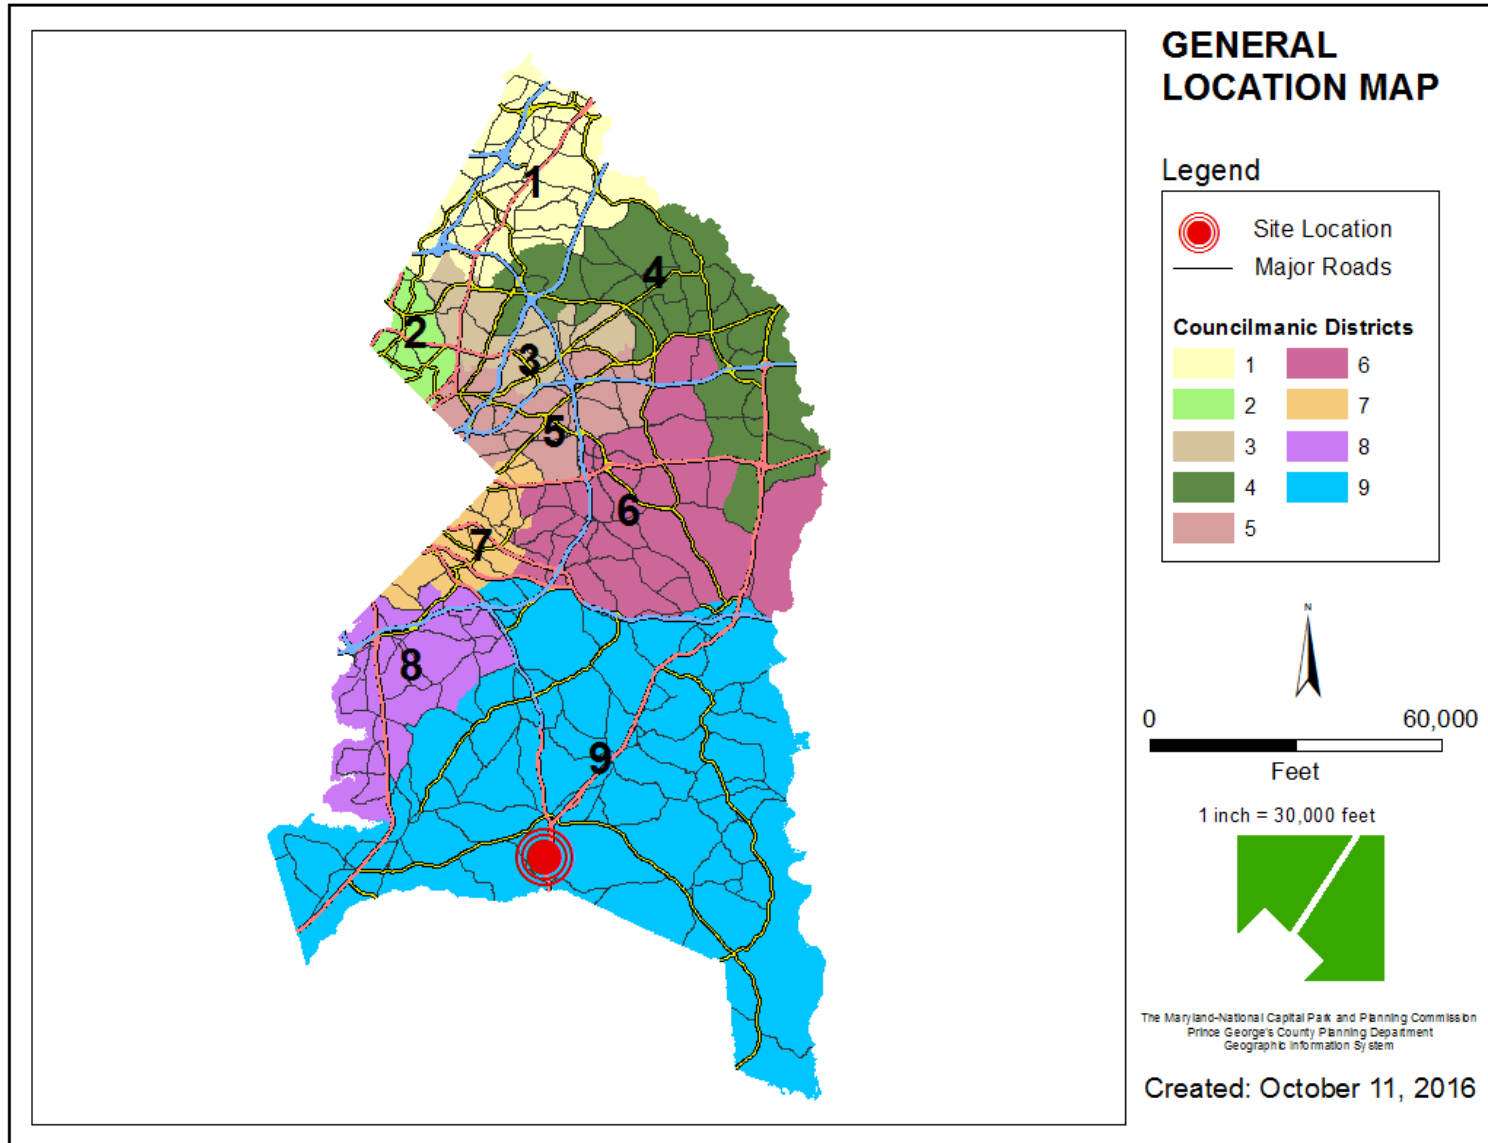 GENERAL
LOCATION MAP
Legend
Site Location
Major Roads
Councilmanic Districts
1 6
2 7
3 8
4 9
5
1
4
2
3
5
6
7
8
9
N
0 60,000
Feet
1 inch = 30,000 feet
The Maryland-National Capital Park and Planning Commission
Prince George's County Planning Department
Geographic Information System
Created: October 11, 2016